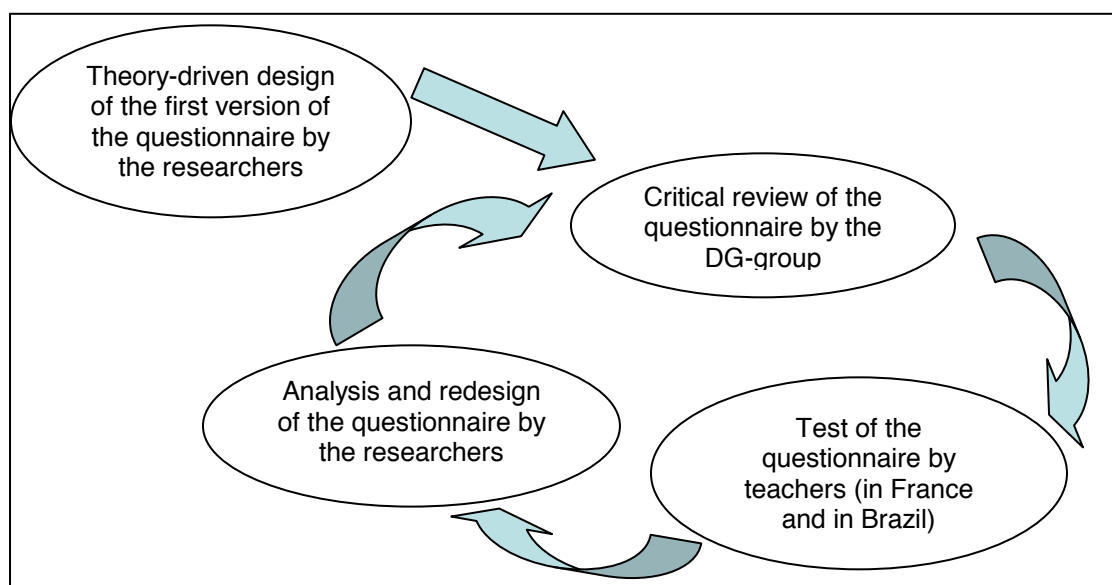 Theory-driven design
of the first version of
the questionnaire by
the researchers
Critical review of the
questionnaire by the
DG-group
Analysis and redesign
of the questionnaire by
the researchers
Test of the
questionnaire by
teachers (in France
and in Brazil)